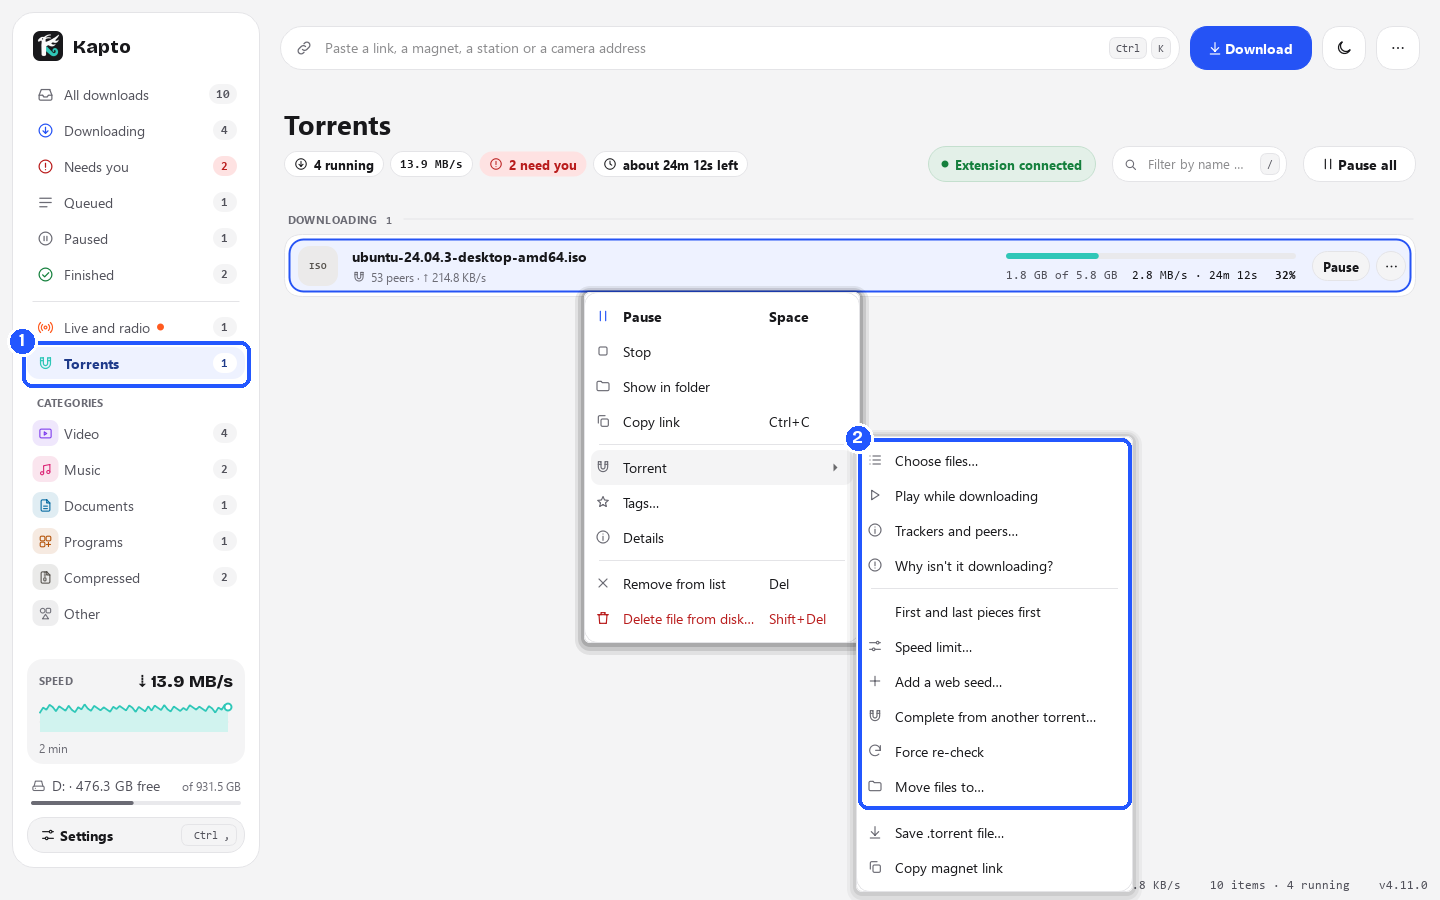 Kapto
All downloads 10
Downloading 4
Needs you 2
Queued 1
Paused 1
Finished 2
Live and radio 1
1
Torrents 1
CATEGORIES
Video 4
Music 2
Documents 1
Programs 1
Compressed 2
Other
SPEED ↓ 13.9 MB/s
2 min
D: · 476.3 GB free of 931.5 GB
Settings Ctrl ,
Paste a link, a magnet, a station or a camera address Ctrl K
Download
...
Torrents
4 running 13.9 MB/s 2 need you about 24m 12s left
Extension connected Filter by name ... / Pause all
DOWNLOADING 1
ISO
ubuntu-24.04.3-desktop-amd64.iso
53 peers · ↑ 214.8 KB/s
1.8 GB of 5.8 GB 2.8 MB/s · 24m 12s 32%
Pause ...
Pause Space
Stop
Show in folder
Copy link Ctrl+C
Torrent
Tags...
Details
Remove from list Del
Delete file from disk... Shift+Del
2
Choose files...
Play while downloading
Trackers and peers...
Why isn't it downloading?
First and last pieces first
Speed limit...
Add a web seed...
Complete from another torrent...
Force re-check
Move files to...
Save .torrent file...
Copy magnet link
.8 KB/s 10 items · 4 running v4.11.0